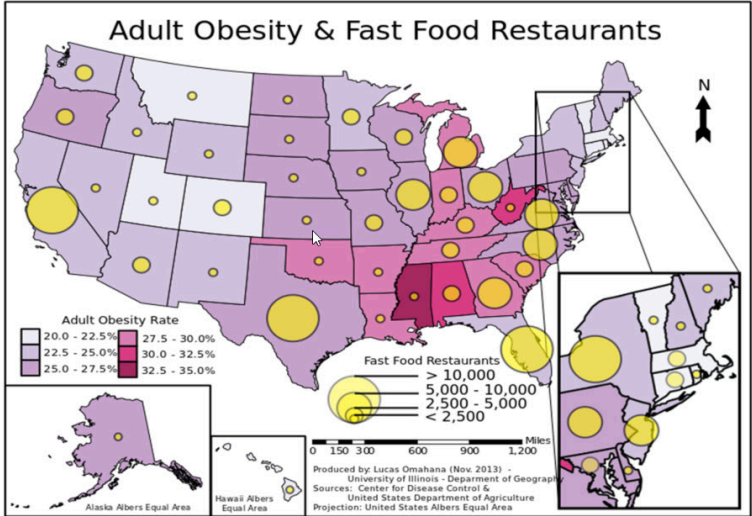 Adult Obesity & Fast Food Restaurants
N
Adult Obesity Rate
20.0 - 22.5%
22.5 - 25.0%
25.0 - 27.5%
27.5 - 30.0%
30.0 - 32.5%
32.5 - 35.0%
Fast Food Restaurants
> 10,000
5,000 - 10,000
2,500 - 5,000
< 2,500
Miles
0 150 300 600 900 1,200
Alaska Albers Equal Area
Hawaii Albers
Equal Area
Produced by: Lucas Omahana (Nov. 2013) -
University of Illinois - Deparment of Geography
Sources: Center for Disease Control &
United States Department of Agriculture
Projection: United States Albers Equal Area